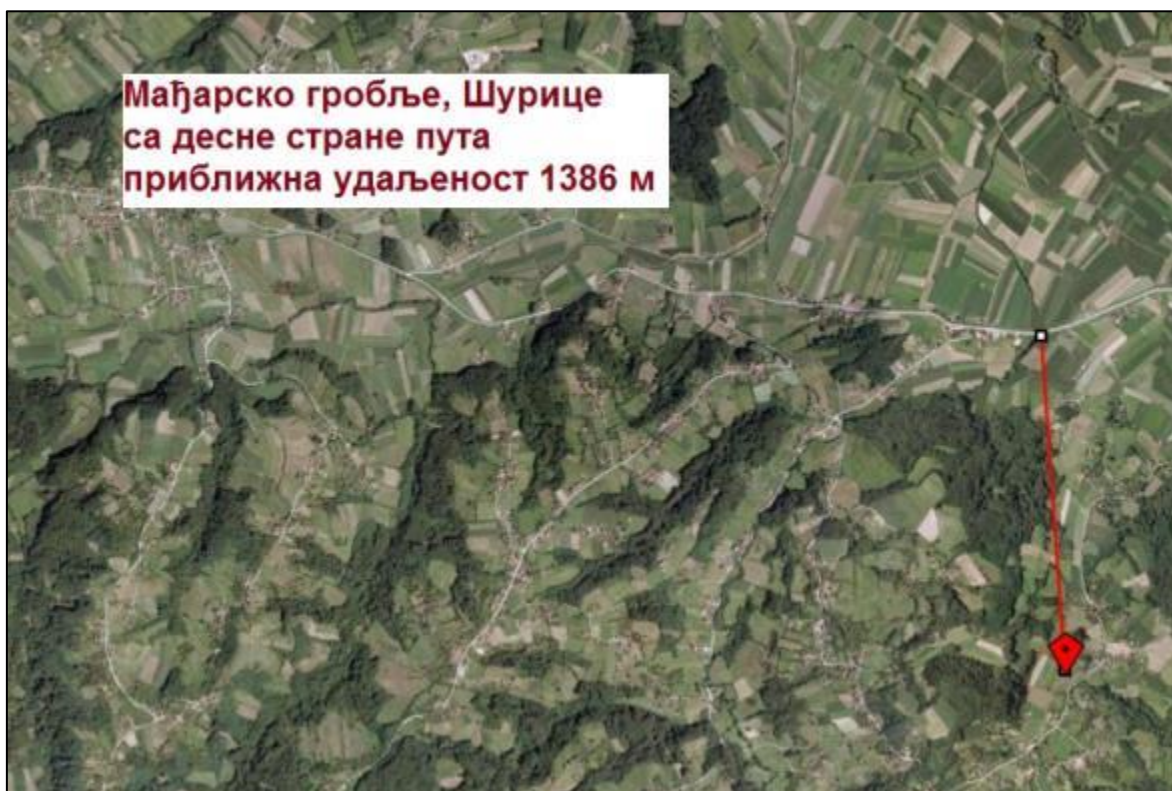 Мађарско гробље, Шурице
са десне стране пута
приближна удаљеност 1386 м